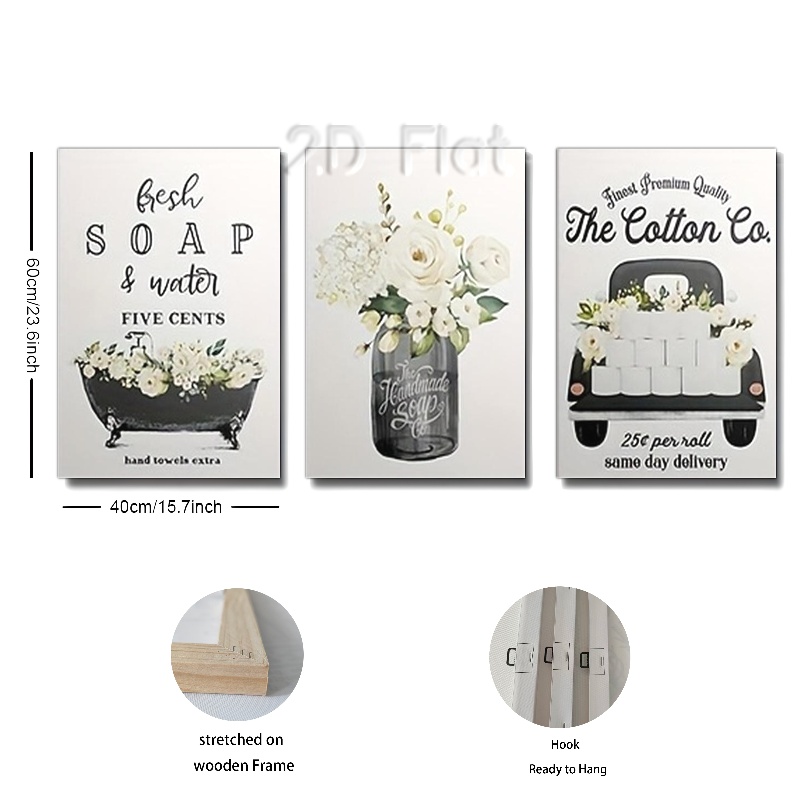 2D Flat
fresh
SOAP
& water
FIVE CENTS
hand towels extra
The
Handmade
Soap
Co
Finest Premium Quality
The Cotton Co.
25¢ per roll
same day delivery
60cm/23.6inch
40cm/15.7inch
stretched on
wooden Frame
Hook
Ready to Hang